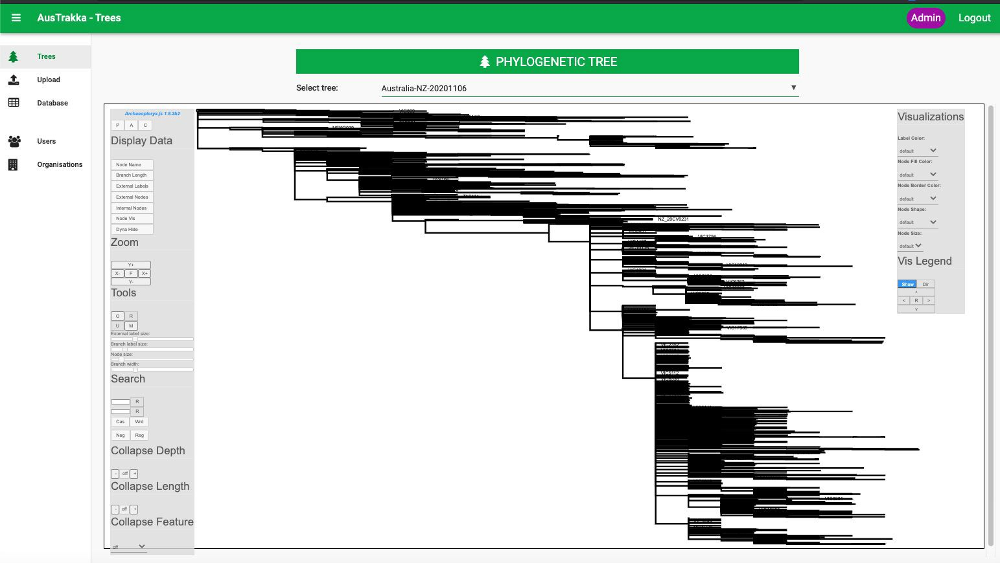 AusTrakka - Trees
Admin
Logout
Trees
Upload
Database
Users
Organisations
PHYLOGENETIC TREE
Select tree:
Australia-NZ-20201106
Archaeopteryx.js 1.8.2b2
P A C
Display Data
Node Name
Branch Length
External Labels
External Nodes
Internal Nodes
Node Vis
Dyna Hide
Zoom
Y+
X- F X+
Y-
Tools
O R
U M
External label size:
Branch label size:
Node size:
Branch width:
Search
R
R
Cas Wrd
Neg Reg
Collapse Depth
- off +
Collapse Length
- off +
Collapse Feature
off
NZ_20CV0231
Visualizations
Label Color:
default
Node Fill Color:
default
Node Border Color:
default
Node Shape:
default
Node Size:
default
Vis Legend
Show Dir
^
< R >
v